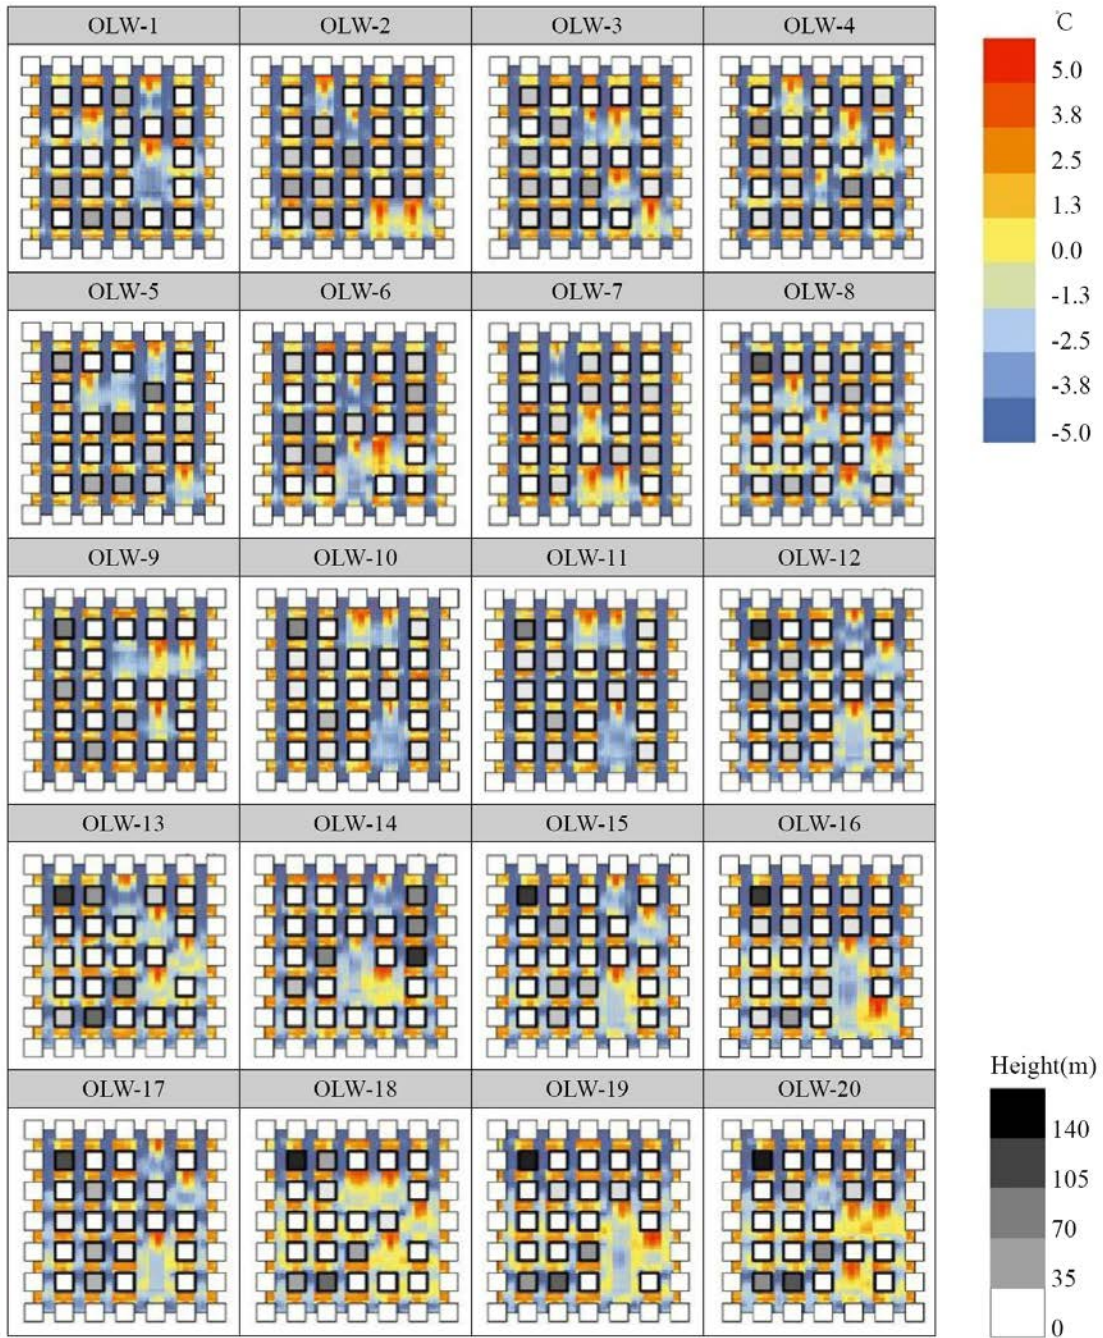 OLW-1 OLW-2 OLW-3 OLW-4
OLW-5 OLW-6 OLW-7 OLW-8
OLW-9 OLW-10 OLW-11 OLW-12
OLW-13 OLW-14 OLW-15 OLW-16
OLW-17 OLW-18 OLW-19 OLW-20
℃
5.0
3.8
2.5
1.3
0.0
-1.3
-2.5
-3.8
-5.0
Height(m)
140
105
70
35
0